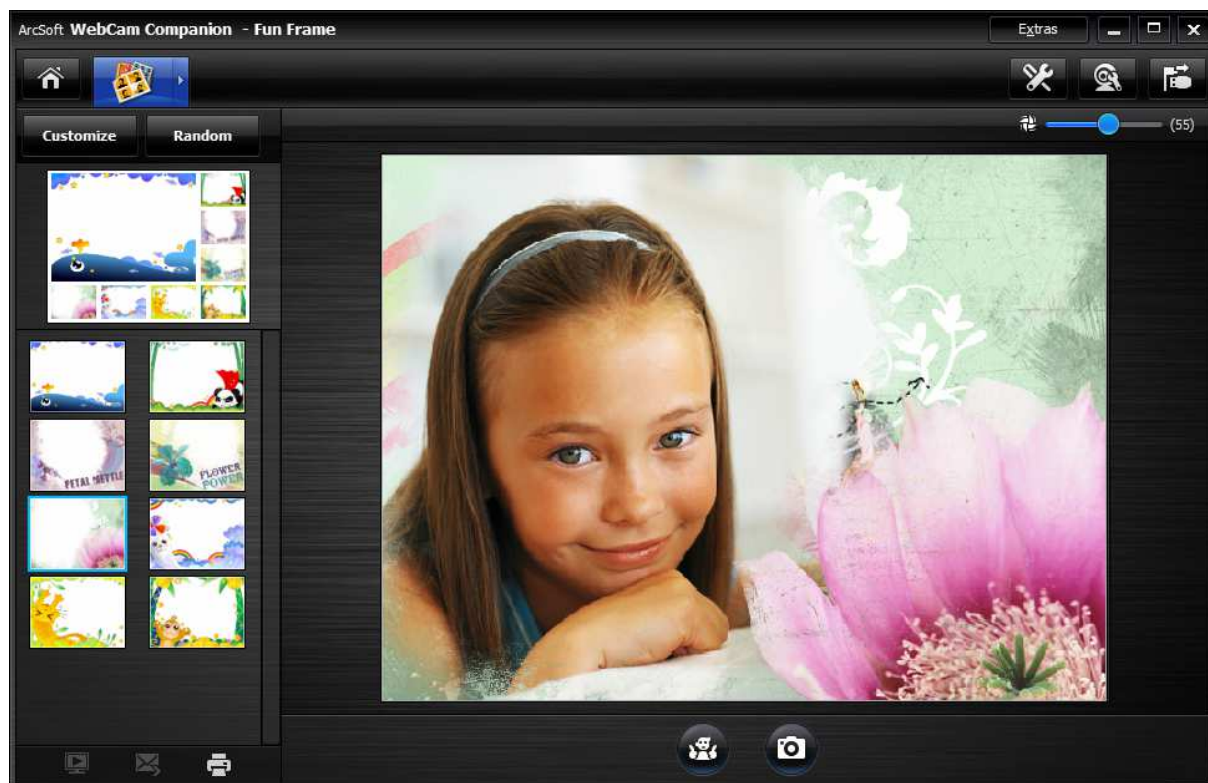 ArcSoft WebCam Companion - Fun Frame
Extras
(55)
Customize
Random
PETAL METTLE
FLOWER
POWER